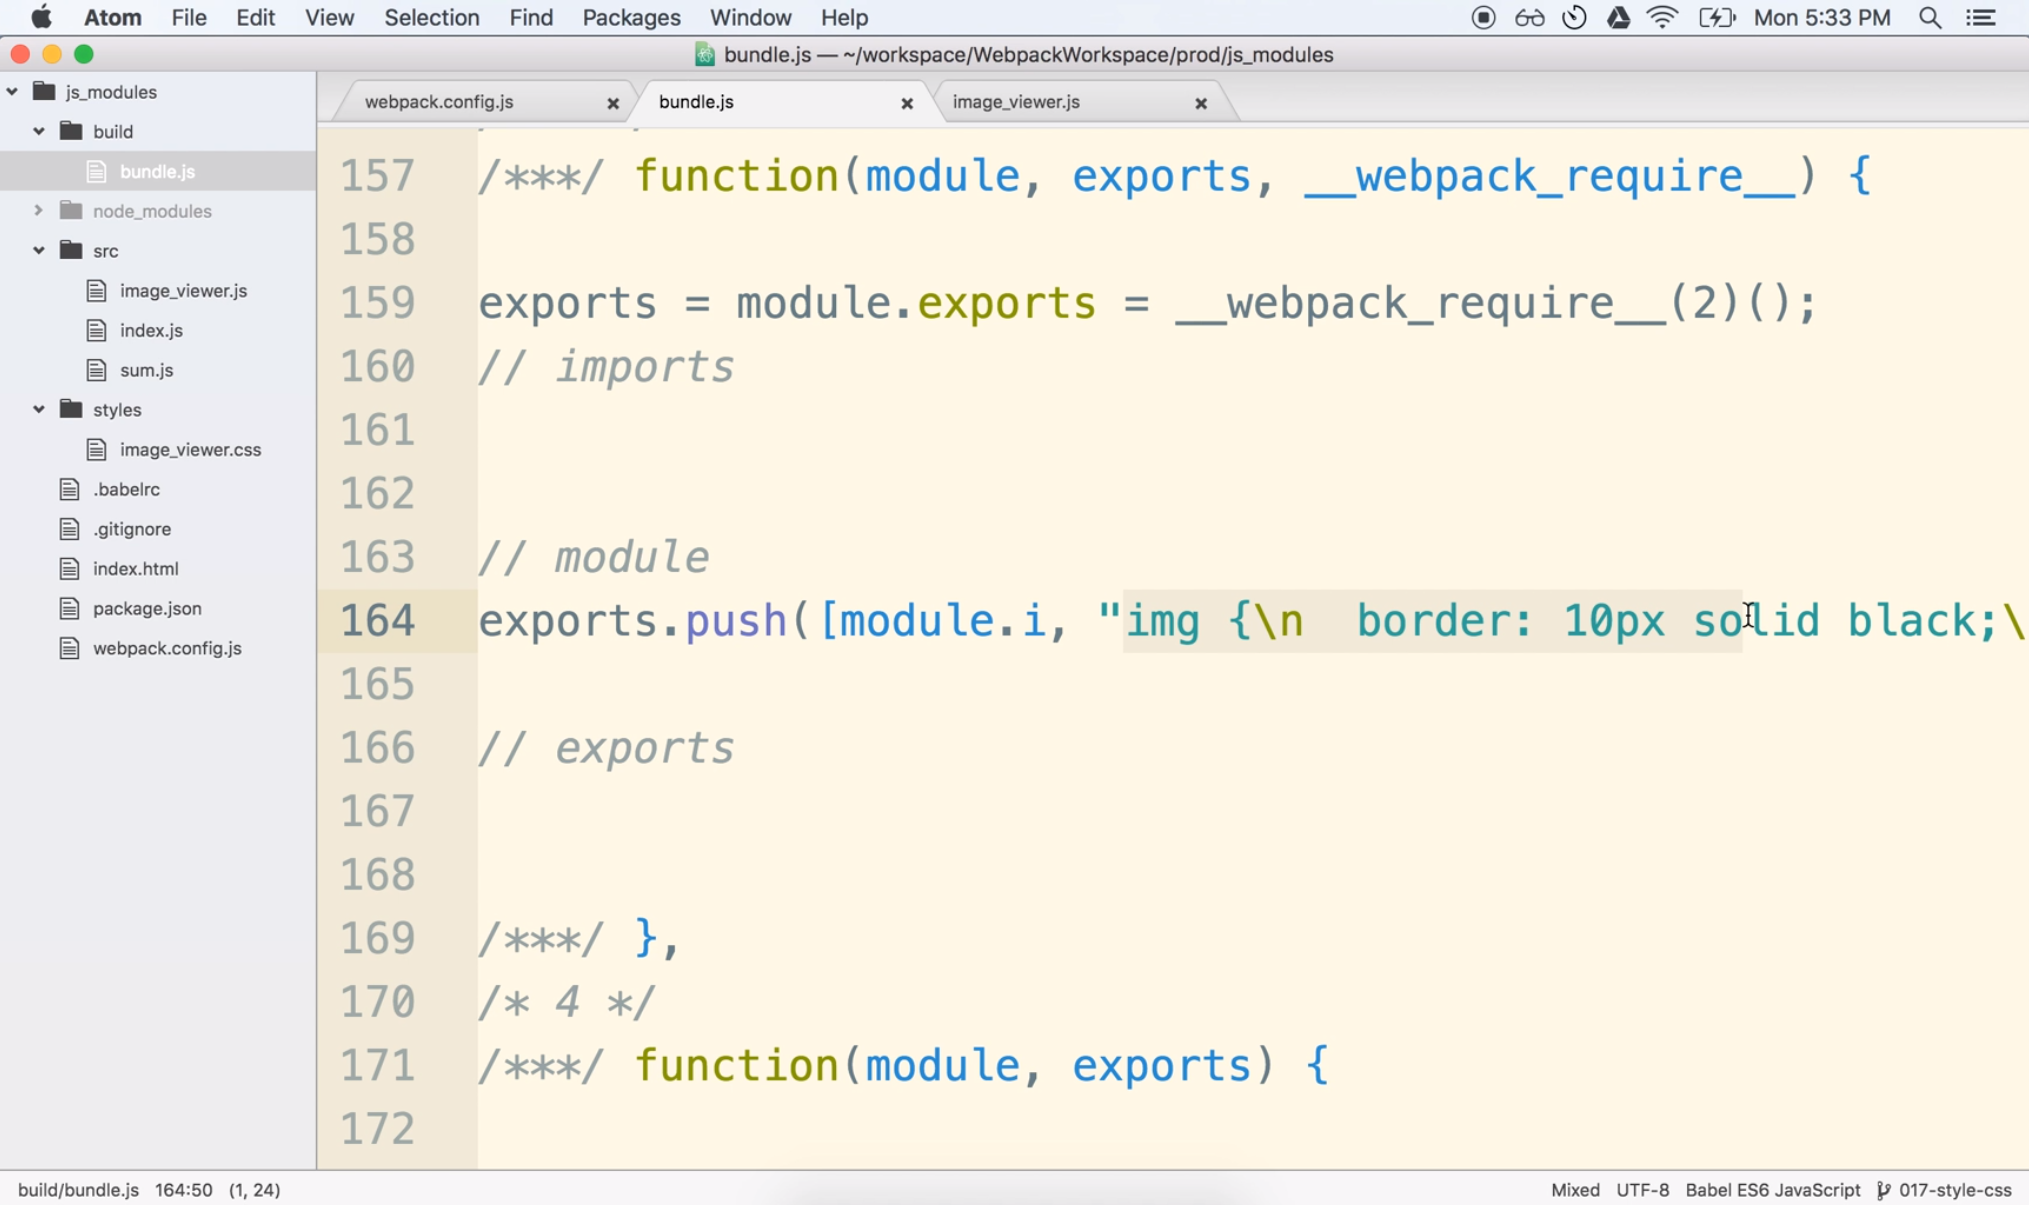 Atom File Edit View Selection Find Packages Window Help Mon 5:33 PM
bundle.js — ~/workspace/WebpackWorkspace/prod/js_modules
js_modules
build
bundle.js
node_modules
src
image_viewer.js
index.js
sum.js
styles
image_viewer.css
.babelrc
.gitignore
index.html
package.json
webpack.config.js
webpack.config.js bundle.js image_viewer.js
157 /***/ function(module, exports, __webpack_require__) {
158
159 exports = module.exports = __webpack_require__(2)();
160 // imports
161
162
163 // module
164 exports.push([module.i, "img {\n  border: 10px solid black;\
165
166 // exports
167
168
169 /***/ },
170 /* 4 */
171 /***/ function(module, exports) {
172
build/bundle.js 164:50 (1, 24) Mixed UTF-8 Babel ES6 JavaScript 017-style-css